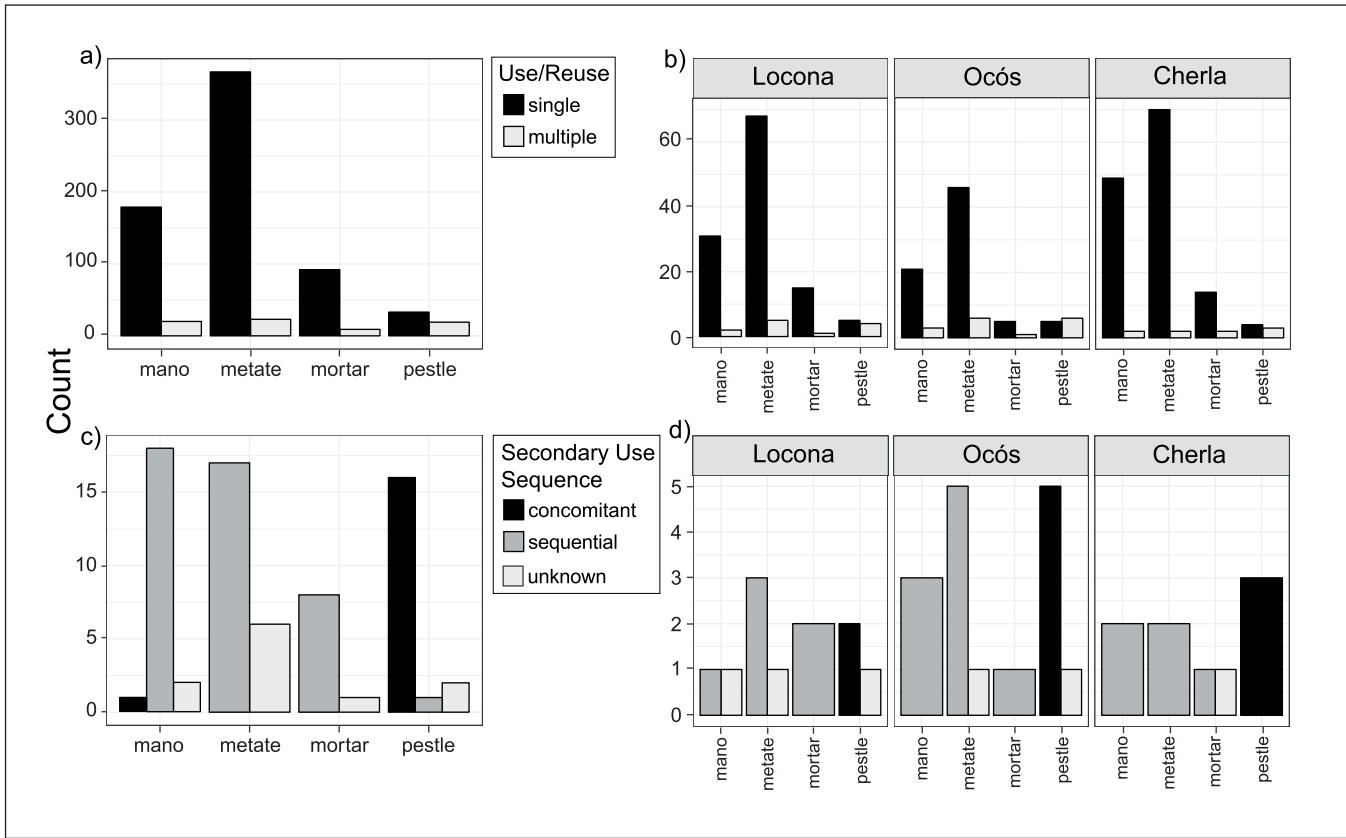 a)
Use/Reuse
single
multiple
300
200
100
0
mano metate mortar pestle
b)
Locona Ocós Cherla
60
40
20
0
mano metate mortar pestle mano metate mortar pestle mano metate mortar pestle
Count
c)
Secondary Use
Sequence
concomitant
sequential
unknown
15
10
5
0
mano metate mortar pestle
d)
Locona Ocós Cherla
5
4
3
2
1
0
mano metate mortar pestle mano metate mortar pestle mano metate mortar pestle